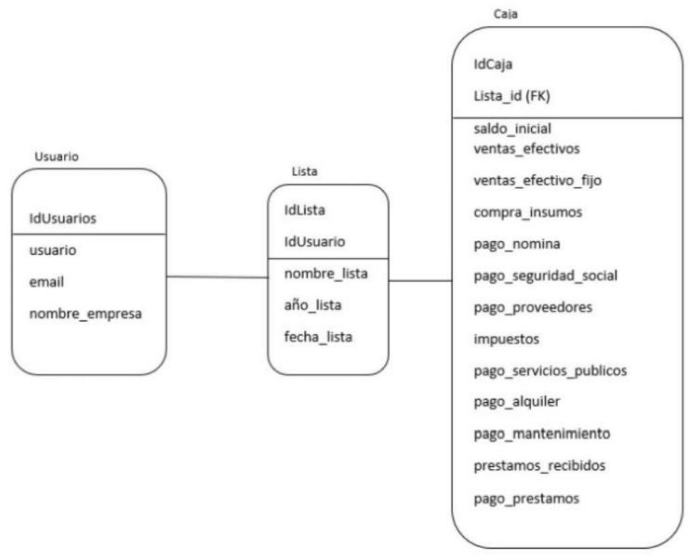 Usuario
IdUsuarios
usuario
email
nombre_empresa
Lista
IdLista
IdUsuario
nombre_lista
año_lista
fecha_lista
Caja
IdCaja
Lista_id (FK)
saldo_inicial
ventas_efectivos
ventas_efectivo_fijo
compra_insumos
pago_nomina
pago_seguridad_social
pago_proveedores
impuestos
pago_servicios_publicos
pago_alquiler
pago_mantenimiento
prestamos_recibidos
pago_prestamos